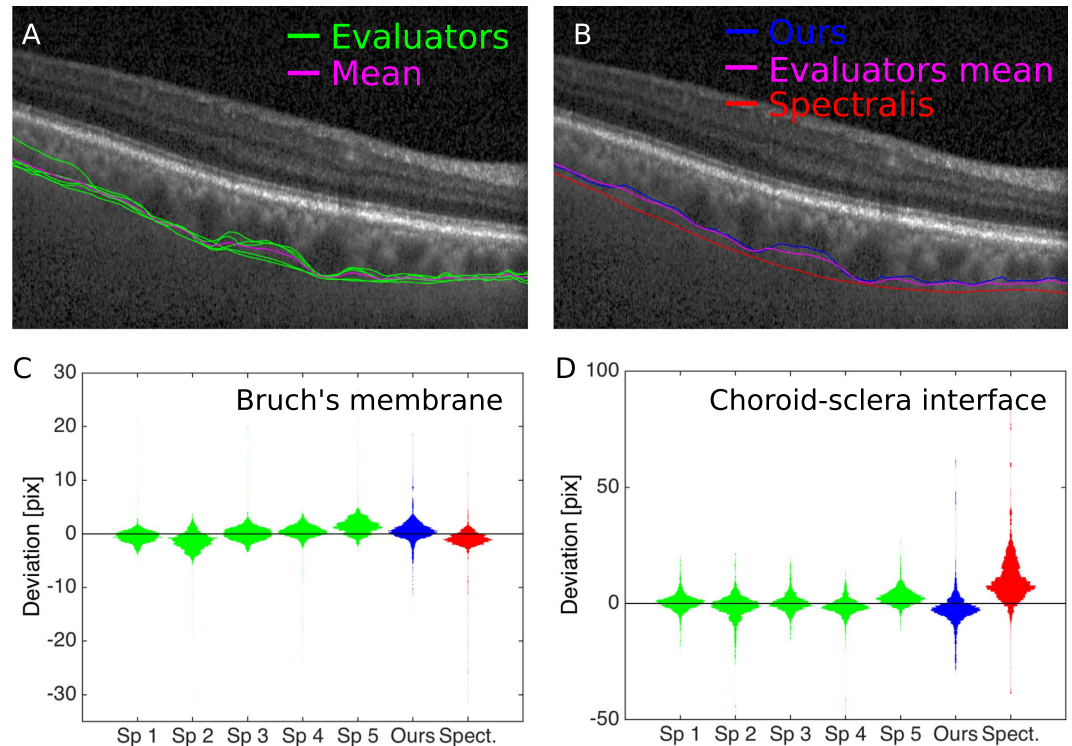 A
Evaluators
Mean
B
Ours
Evaluators mean
Spectralis
C
Bruch's membrane
Deviation [pix]
30
20
10
0
-10
-20
-30
Sp 1 Sp 2 Sp 3 Sp 4 Sp 5 Ours Spect.
D
Choroid-sclera interface
Deviation [pix]
100
50
0
-50
Sp 1 Sp 2 Sp 3 Sp 4 Sp 5 Ours Spect.